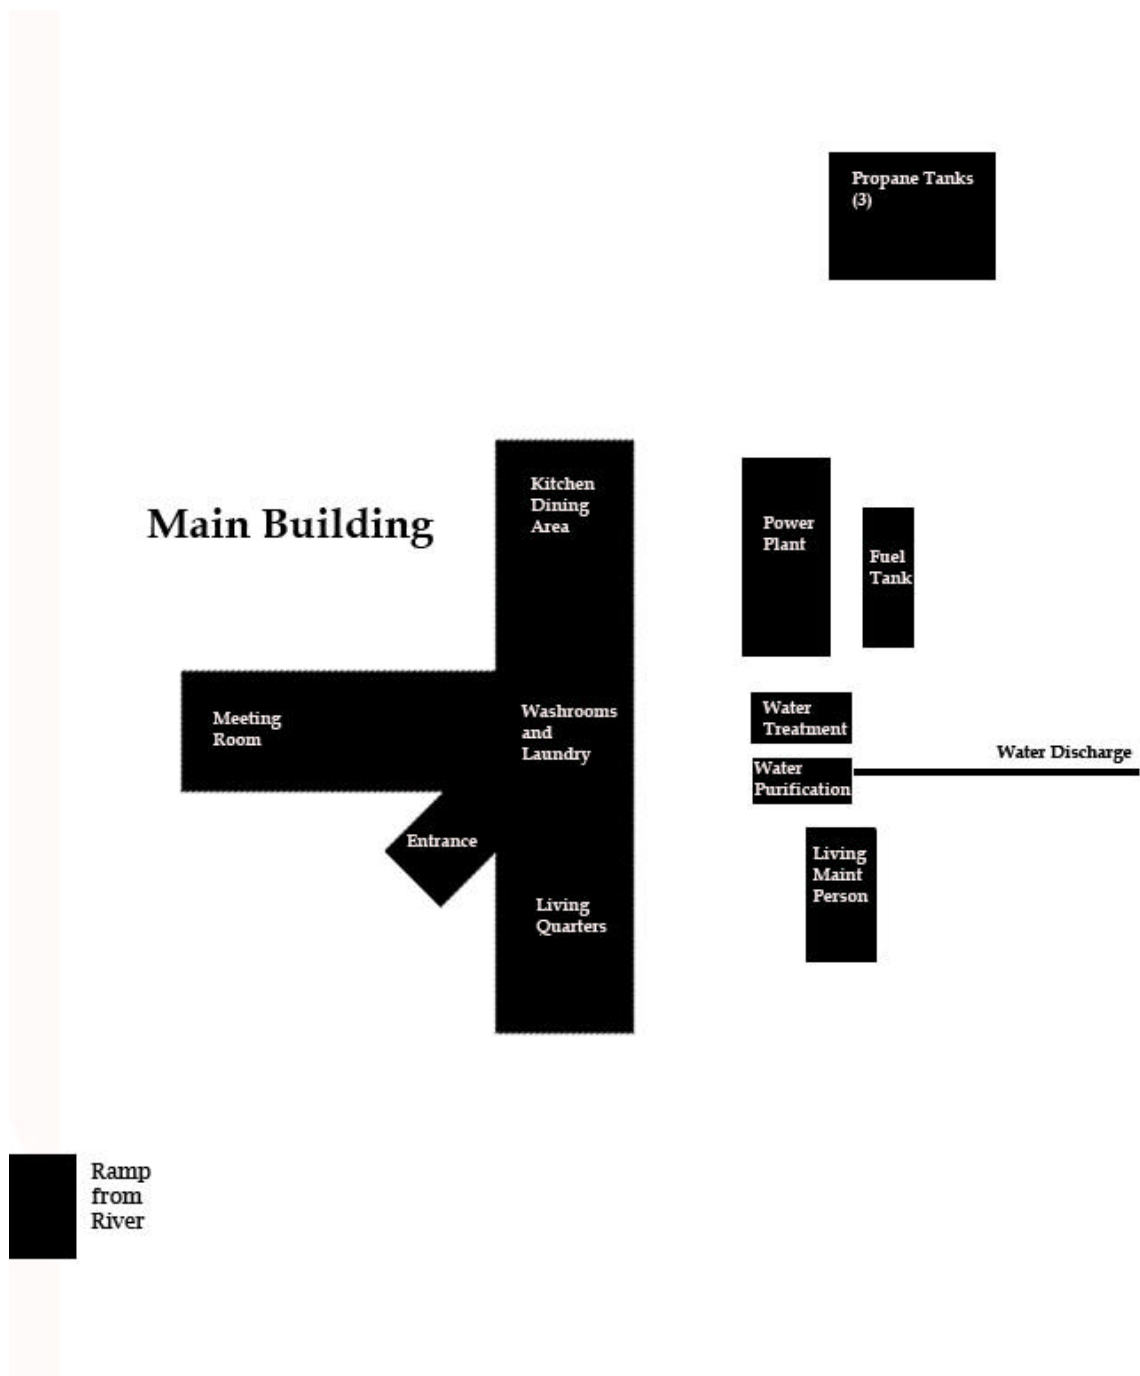 Propane Tanks
(3)
Kitchen
Dining
Area
Main Building
Power
Plant
Fuel
Tank
Meeting
Room
Washrooms
and
Laundry
Water
Treatment
Water Discharge
Water
Purification
Entrance
Living
Maint
Person
Living
Quarters
Ramp
from
River